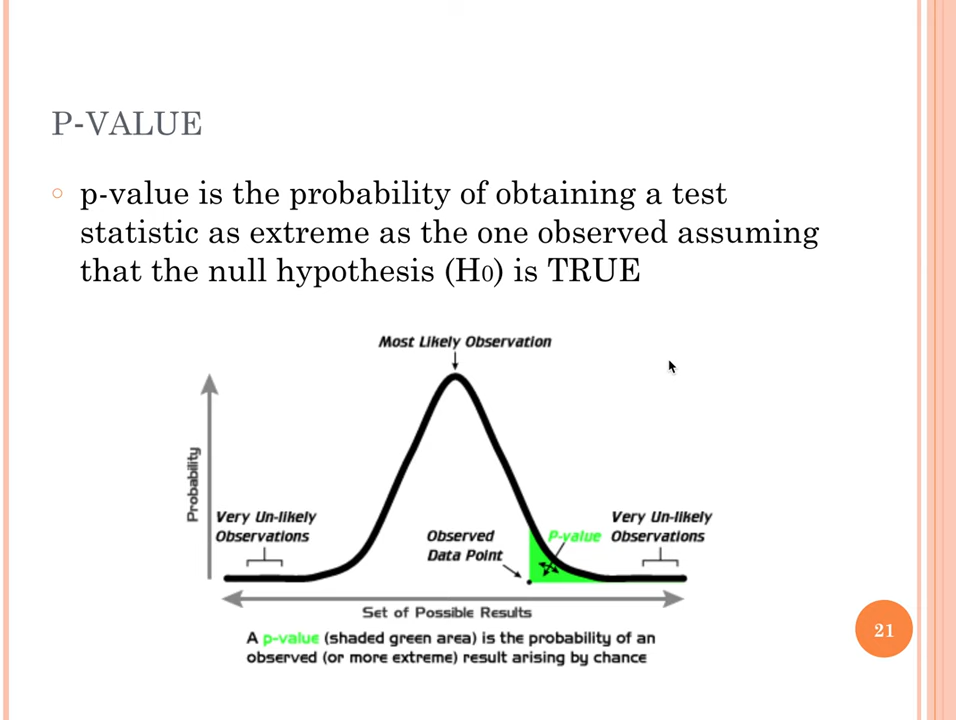 P-VALUE
p-value is the probability of obtaining a test
statistic as extreme as the one observed assuming
that the null hypothesis (H0) is TRUE
Most Likely Observation
Probability
Very Un-likely
Observations
Observed
Data Point
P-value
Very Un-likely
Observations
Set of Possible Results
A p-value (shaded green area) is the probability of an
observed (or more extreme) result arising by chance
21